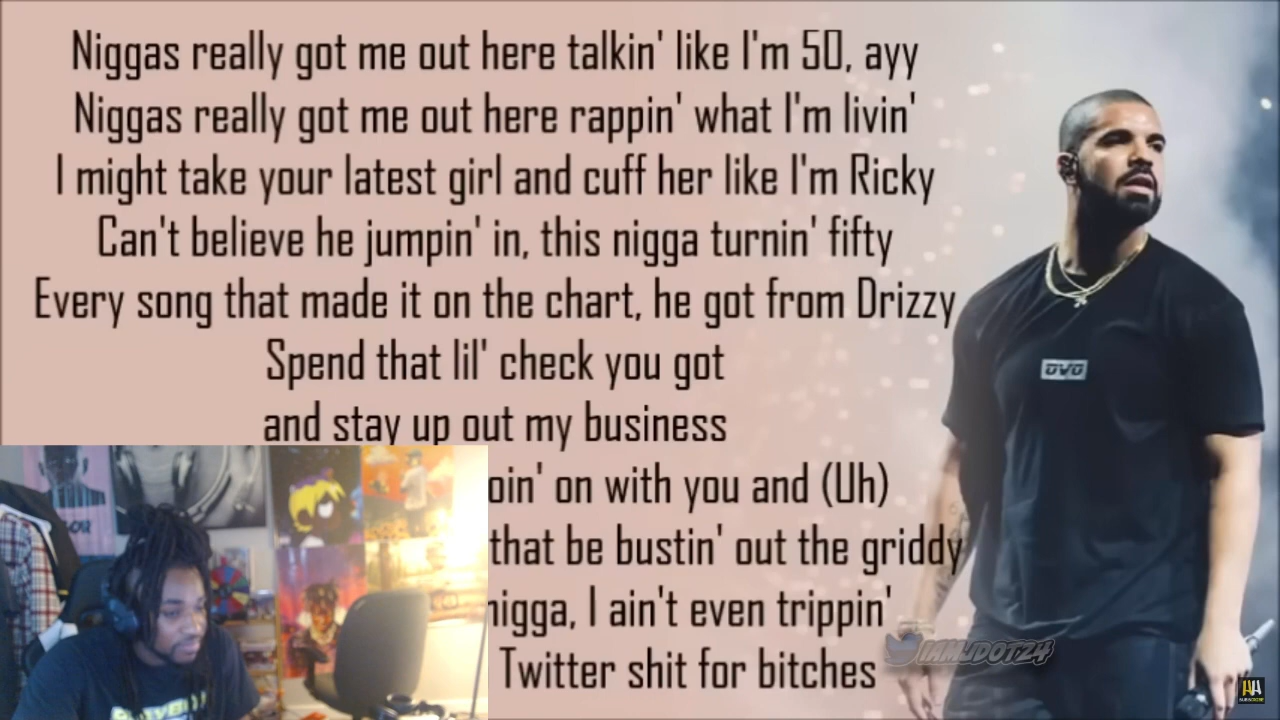 Niggas really got me out here talkin' like I'm 50, ayy
Niggas really got me out here rappin' what I'm livin'
I might take your latest girl and cuff her like I'm Ricky
Can't believe he jumpin' in, this nigga turnin' fifty
Every song that made it on the chart, he got from Drizzy
Spend that lil' check you got
and stay up out my business
oin' on with you and (Uh)
that be bustin' out the griddy
nigga, I ain't even trippin'
Twitter shit for bitches
OVO
IAMJDOT24
SUBSCRIBE